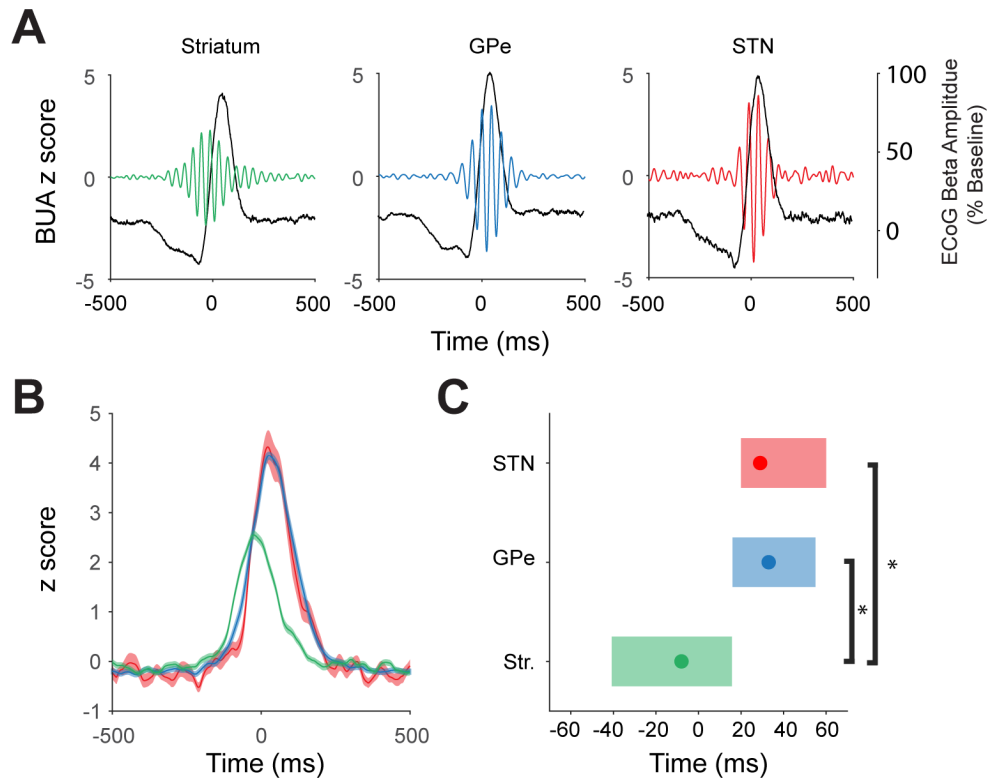 A
Striatum
GPe
STN
BUA z score
5
0
-5
-500
0
500
5
0
-5
-500
0
500
5
0
-5
-500
0
500
100
50
0
ECoG Beta Amplitdue
(% Baseline)
Time (ms)
B
z score
5
4
3
2
1
0
-1
-500
0
500
Time (ms)
C
STN
GPe
Str.
*
*
-60 -40 -20 0 20 40 60
Time (ms)